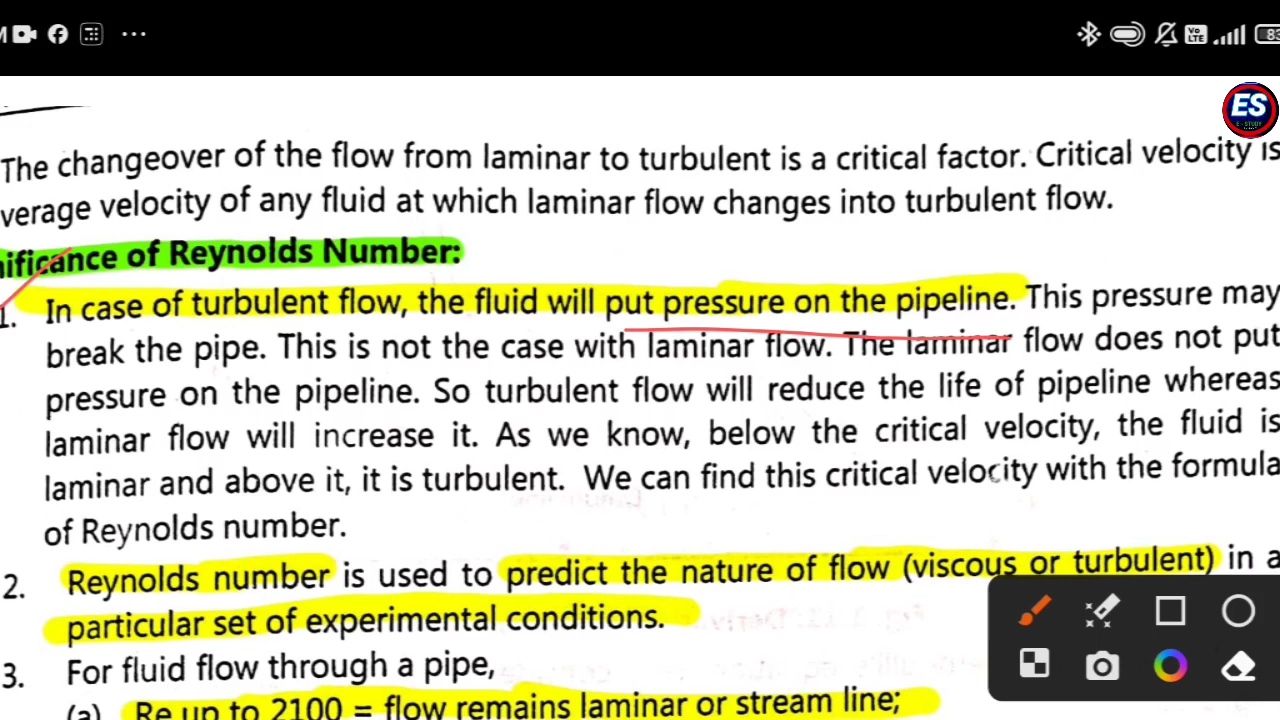 The changeover of the flow from laminar to turbulent is a critical factor. Critical velocity is
verage velocity of any fluid at which laminar flow changes into turbulent flow.
nificance of Reynolds Number:
1. In case of turbulent flow, the fluid will put pressure on the pipeline. This pressure may
break the pipe. This is not the case with laminar flow. The laminar flow does not put
pressure on the pipeline. So turbulent flow will reduce the life of pipeline whereas
laminar flow will increase it. As we know, below the critical velocity, the fluid is
laminar and above it, it is turbulent. We can find this critical velocity with the formula
of Reynolds number.
2. Reynolds number is used to predict the nature of flow (viscous or turbulent) in a
particular set of experimental conditions.
3. For fluid flow through a pipe,
(a) Re up to 2100 = flow remains laminar or stream line;
ES
E - STUDY
Vo
LTE
83